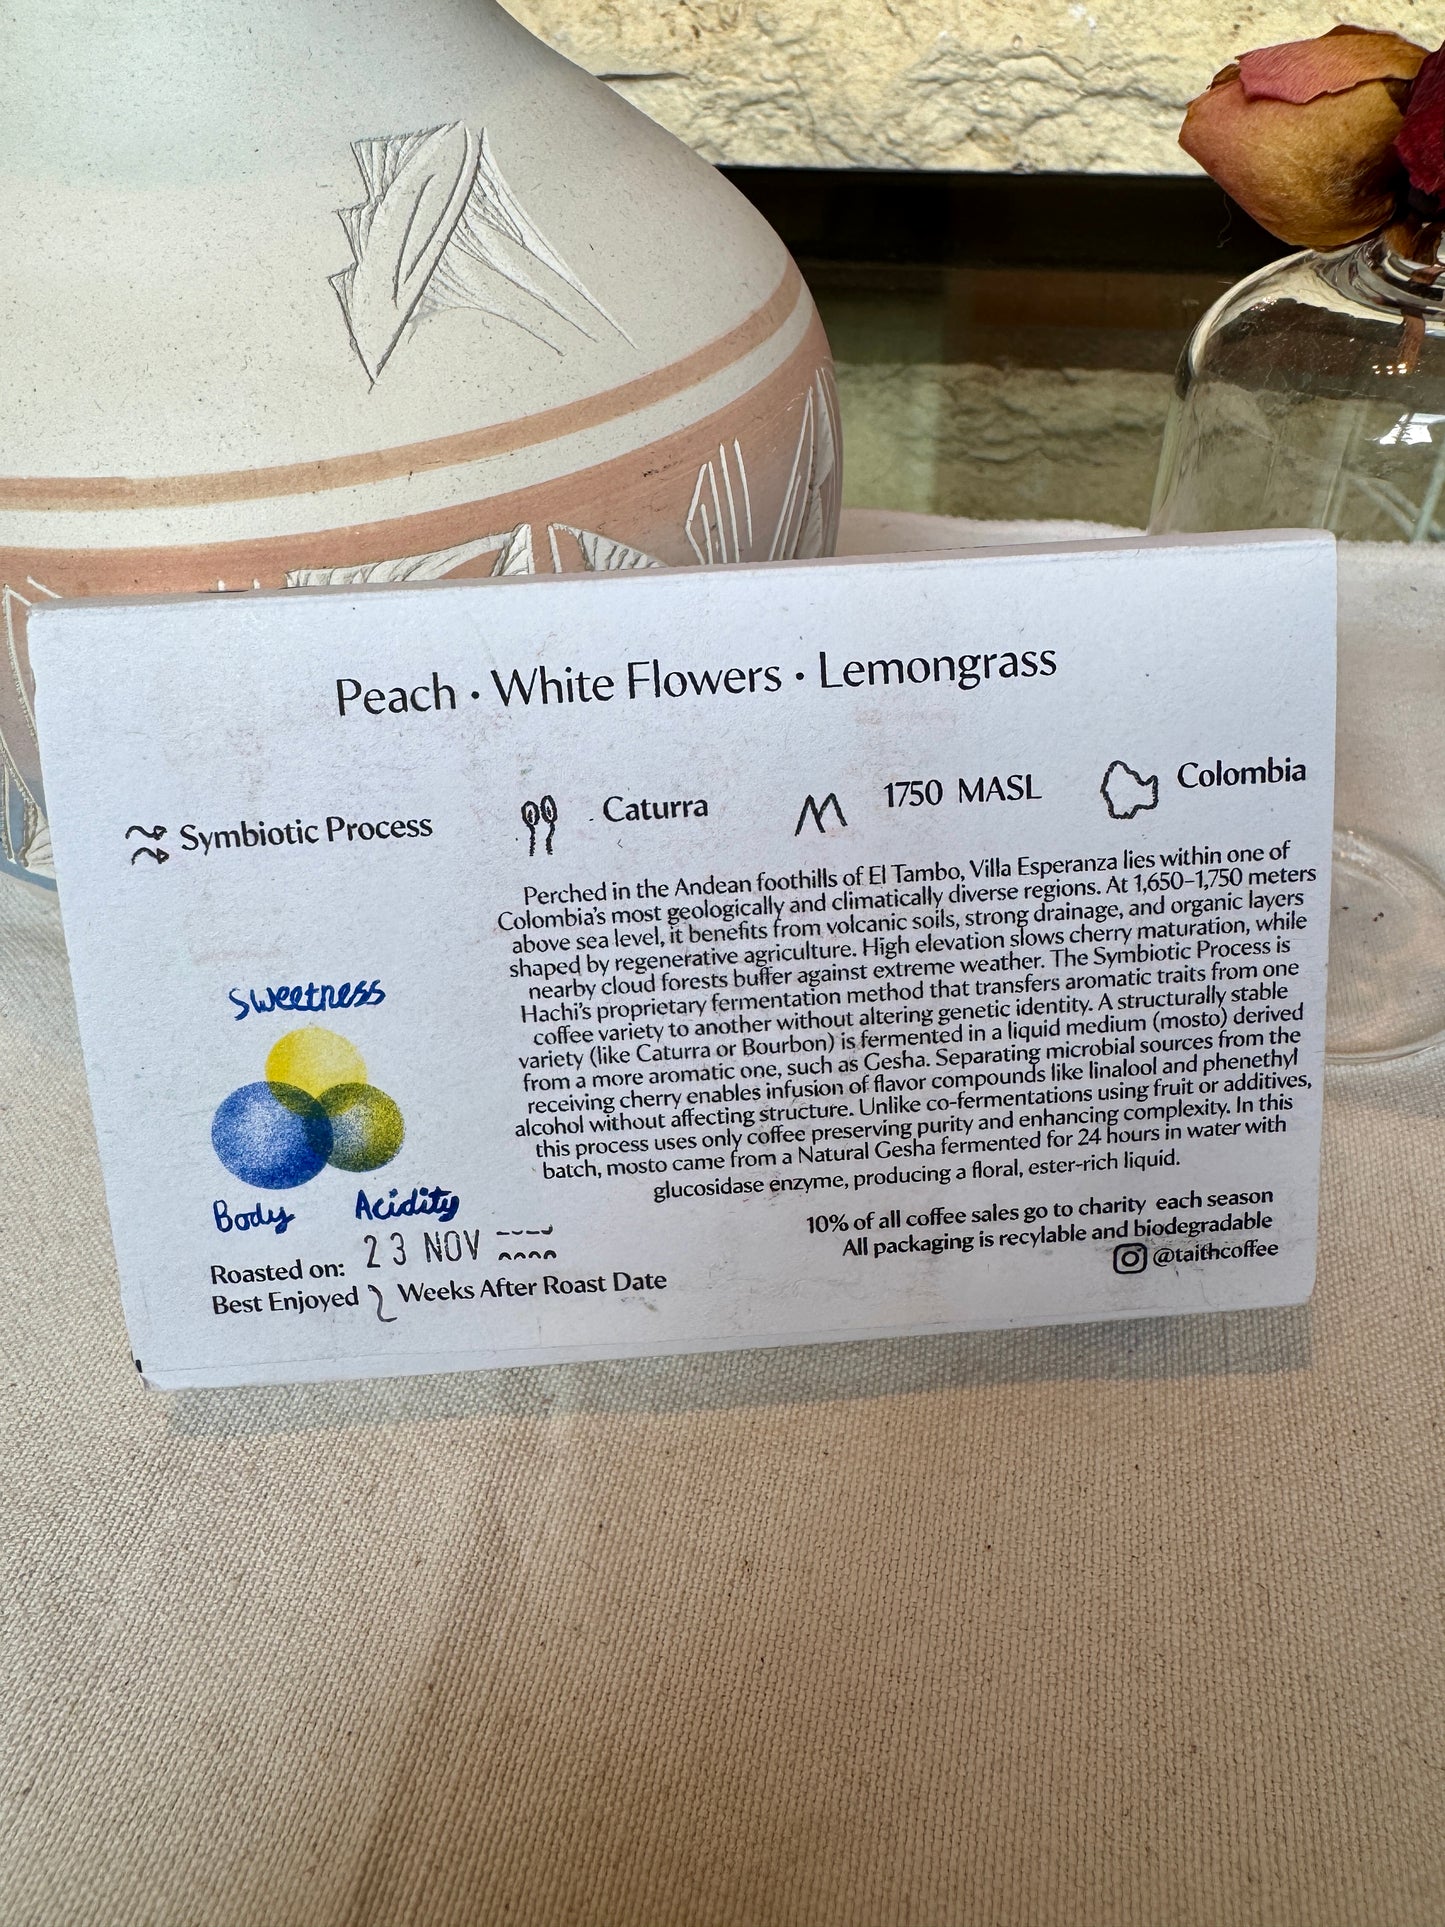 Peach · White Flowers · Lemongrass
Symbiotic Process
Caturra
1750 MASL
Colombia
Perched in the Andean foothills of El Tambo, Villa Esperanza lies within one of
Colombia's most geologically and climatically diverse regions. At 1,650–1,750 meters
above sea level, it benefits from volcanic soils, strong drainage, and organic layers
shaped by regenerative agriculture. High elevation slows cherry maturation, while
nearby cloud forests buffer against extreme weather. The Symbiotic Process is
Hachi's proprietary fermentation method that transfers aromatic traits from one
coffee variety to another without altering genetic identity. A structurally stable
variety (like Caturra or Bourbon) is fermented in a liquid medium (mosto) derived
from a more aromatic one, such as Gesha. Separating microbial sources from the
receiving cherry enables infusion of flavor compounds like linalool and phenethyl
alcohol without affecting structure. Unlike co-fermentations using fruit or additives,
this process uses only coffee preserving purity and enhancing complexity. In this
batch, mosto came from a Natural Gesha fermented for 24 hours in water with
glucosidase enzyme, producing a floral, ester-rich liquid.
Sweetness
Body
Acidity
Roasted on: 23 NOV
Best Enjoyed 2 Weeks After Roast Date
10% of all coffee sales go to charity each season
All packaging is recylable and biodegradable
@taithcoffee